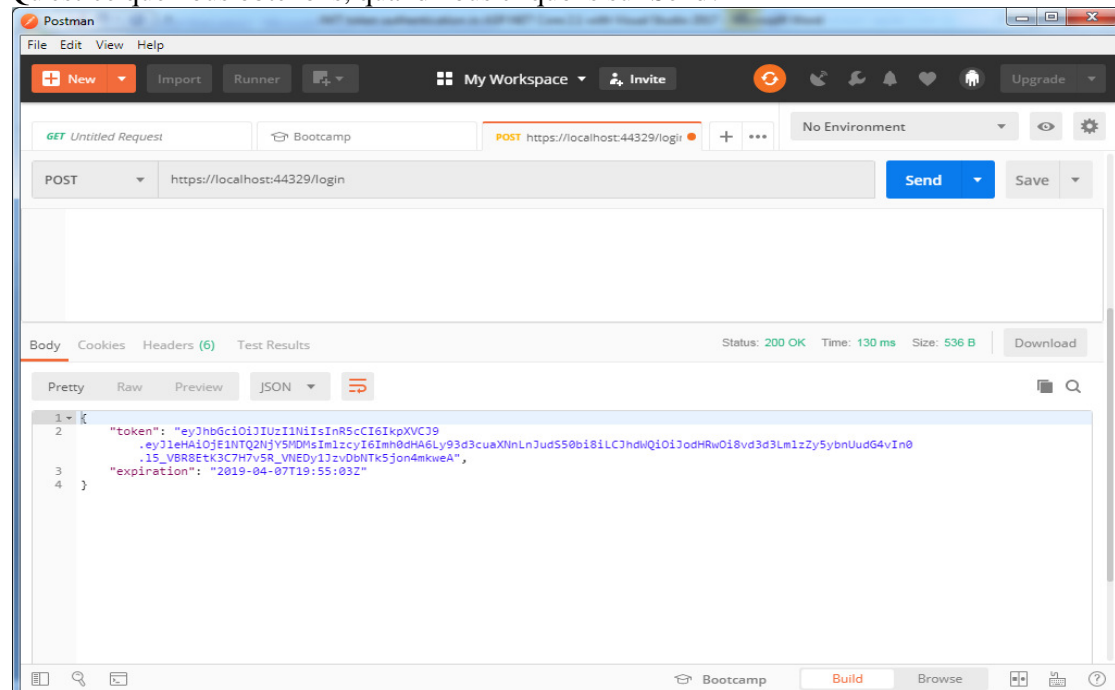 Postman
File Edit View Help
New Import Runner My Workspace Invite Upgrade
GET Untitled Request Bootcamp POST https://localhost:44329/login No Environment
POST https://localhost:44329/login Send Save
Body Cookies Headers (6) Test Results Status: 200 OK Time: 130 ms Size: 536 B Download
Pretty Raw Preview JSON
1 {
2 "token": "eyJhbGciOiJIUzI1NiIsInR5cCI6IkpXVCJ9
.eyJleHAiOjE1NTQ2NjY5MDMsImlzcyI6Imh0dHA6Ly93d3cuaXNnLnJudS50bi8iLCJhdWQiOiJodHRwOi8vd3d3LmlzZy5ybnUudG4vIn0
.l5_VBR8EtK3C7H7v5R_VNEDy1JzvDbNTk5jon4mkweA",
3 "expiration": "2019-04-07T19:55:03Z"
4 }
Bootcamp Build Browse